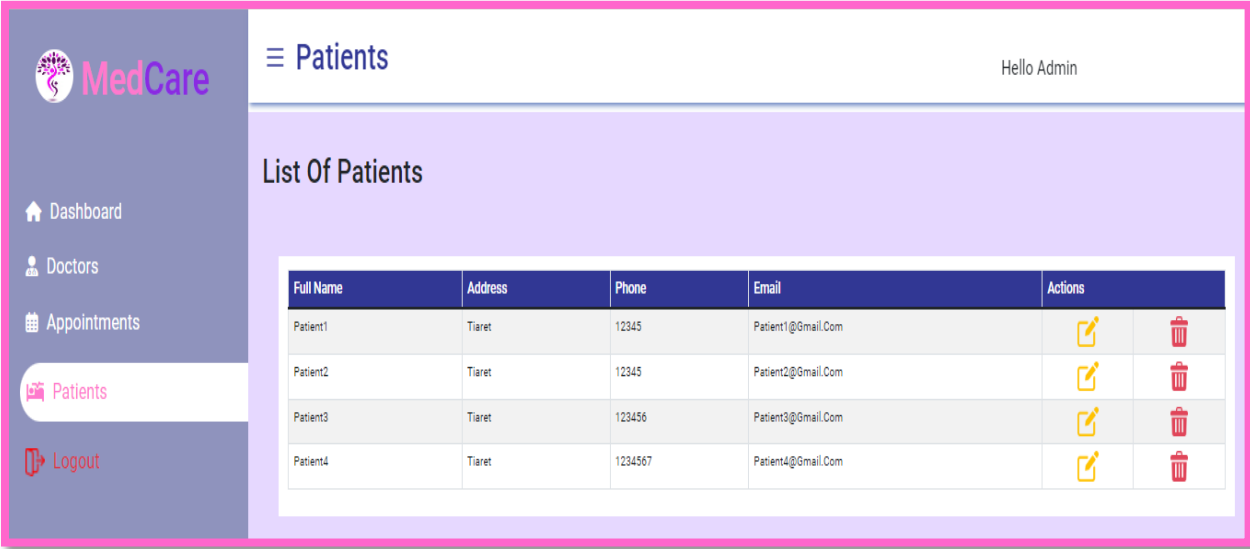 MedCare
☰ Patients
Hello Admin
Dashboard
Doctors
Appointments
Patients
Logout
List Of Patients
Full Name Address Phone Email Actions
Patient1 Tiaret 12345 Patient1@Gmail.Com
Patient2 Tiaret 12345 Patient2@Gmail.Com
Patient3 Tiaret 123456 Patient3@Gmail.Com
Patient4 Tiaret 1234567 Patient4@Gmail.Com